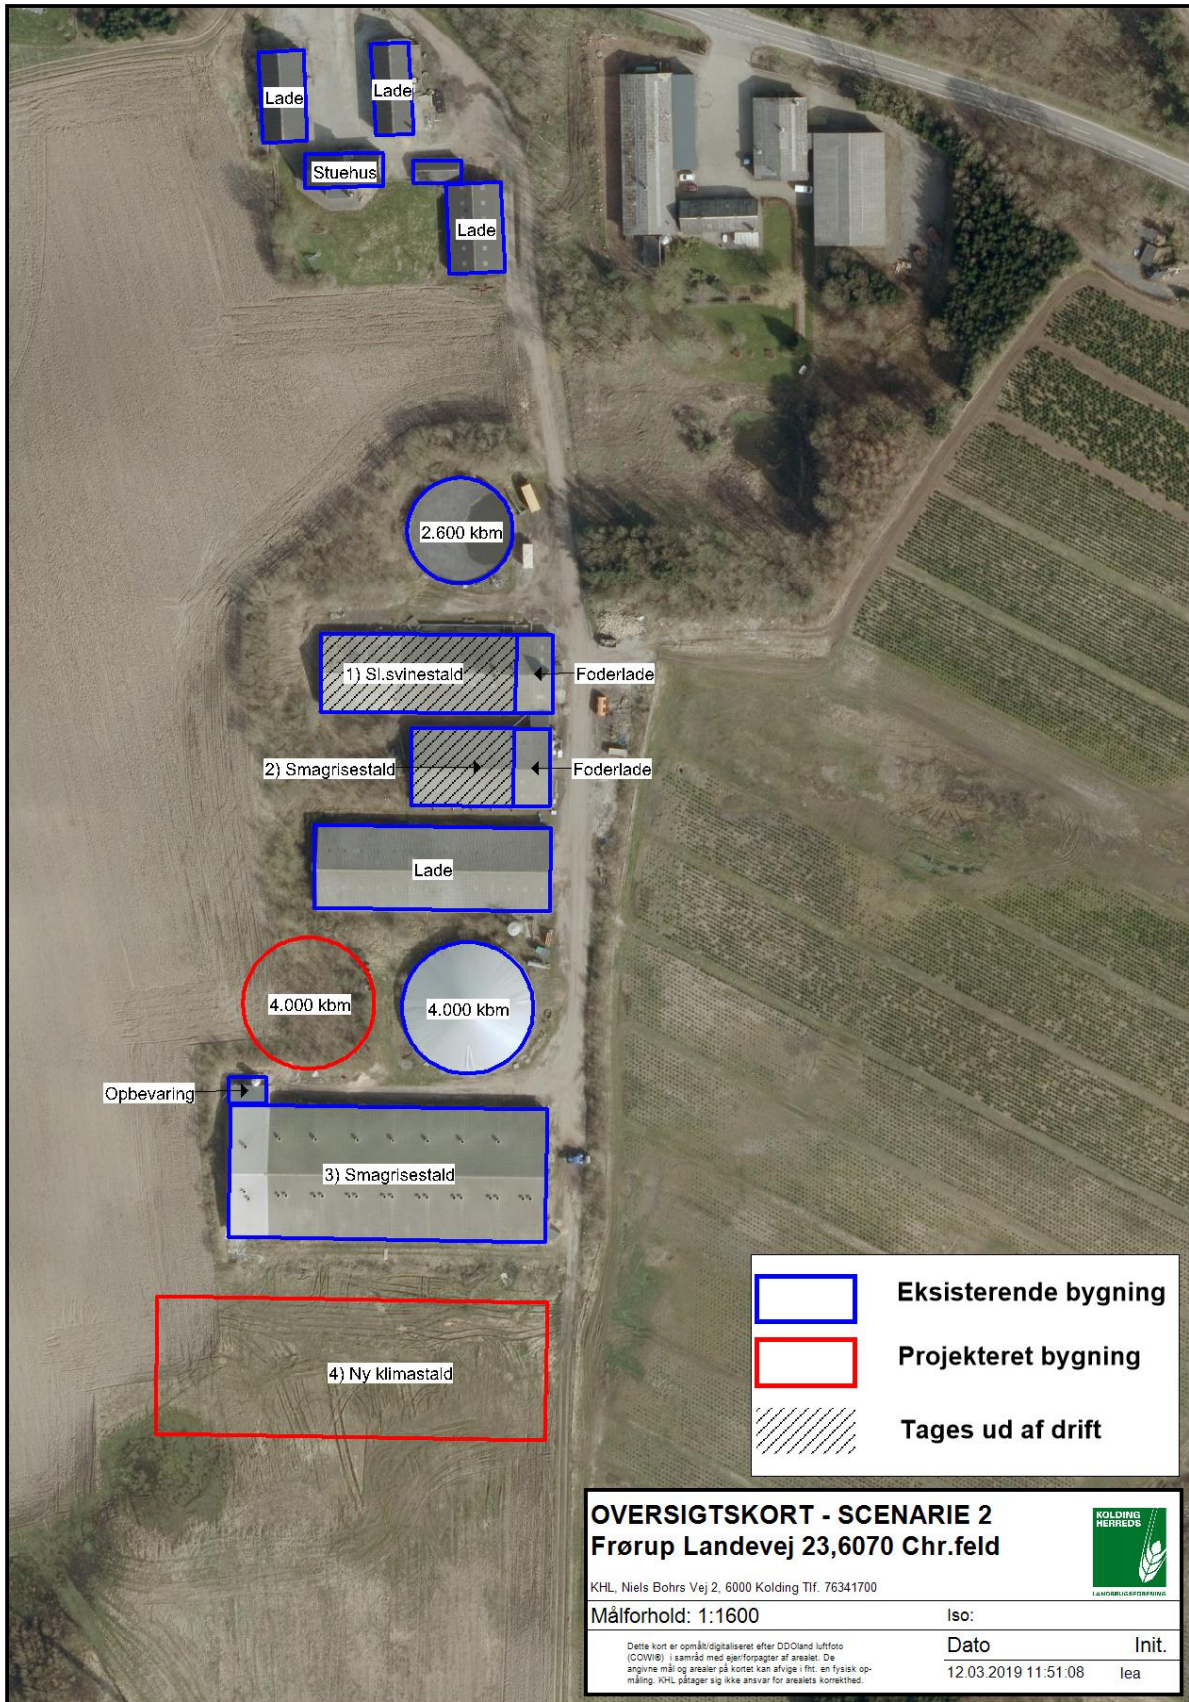 Lade
Lade
Stuehus
Lade
2.600 kbm
1) Sl.svinestald
Foderlade
2) Smagrisestald
Foderlade
Lade
4.000 kbm
4.000 kbm
Opbevaring
3) Smagrisestald
4) Ny klimastald
Eksisterende bygning
Projekteret bygning
Tages ud af drift
OVERSIGTSKORT - SCENARIE 2
Frørup Landevej 23,6070 Chr.feld
KOLDING
HERREDS
LANDBRUGSFORENING
KHL, Niels Bohrs Vej 2, 6000 Kolding Tlf. 76341700
Målforhold: 1:1600
Iso:
Dette kort er opmålt/digitaliseret efter DDOland luftfoto
(COWI®) i samråd med ejer/forpagter af arealet. De
angivne mål og arealer på kortet kan afvige i fht. en fysisk op-
måling. KHL påtager sig ikke ansvar for arealets korrekthed.
Dato
Init.
12.03.2019 11:51:08
lea